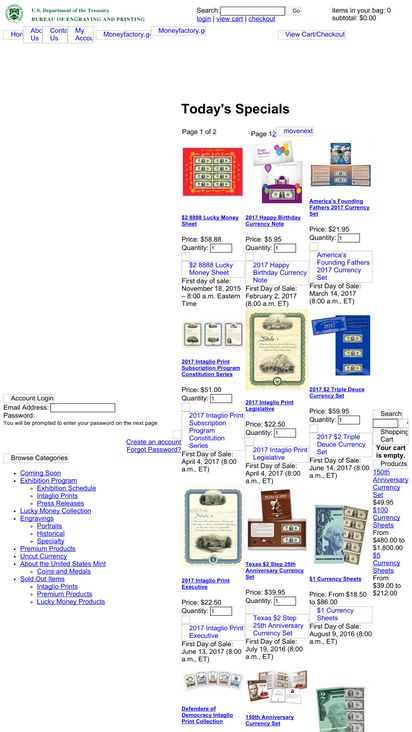 U.S. Department of the Treasury
BUREAU OF ENGRAVING AND PRINTING
Search: Go
login | view cart | checkout
items in your bag: 0
subtotal: $0.00
Us
Us
My
Moneyfactory.g
Moneyfactory.go
View Cart/Checkout
Today's Specials
Page 1 of 2
Page 12 movenext
$2 8888 Lucky Money
Sheet
Price: $58.88
Quantity: 1
$2 8888 Lucky
Money Sheet
First day of sale:
November 18, 2015
– 8:00 a.m. Eastern
Time
2017 Happy Birthday
Currency Note
Price: $5.95
Quantity: 1
2017 Happy
Birthday Currency
Note
First Day of Sale:
February 2, 2017
(8:00 a.m., ET)
America's Founding
Fathers 2017 Currency
Set
Price: $21.95
Quantity: 1
America's
Founding Fathers
2017 Currency
Set
First Day of Sale:
March 14, 2017
(8:00 a.m., ET)
2017 Intaglio Print
Subscription Program
Constitution Series
Price: $51.00
Quantity: 1
2017 Intaglio Print
Subscription
Program
Constitution
Series
First Day of Sale:
April 4, 2017 (8:00
a.m., ET)
2017 Intaglio Print
Legislative
Price: $22.50
Quantity: 1
2017 Intaglio Print
Legislative
First Day of Sale:
April 4, 2017 (8:00
a.m., ET)
2017
2017 $2 Triple Deuce
Currency Set
Price: $59.95
Quantity: 1
2017 $2 Triple
Deuce Currency
Set
First Day of Sale:
June 14, 2017 (8:00
a.m., ET)
2017 Intaglio Print
Executive
Price: $22.50
Quantity: 1
2017 Intaglio Print
Executive
First Day of Sale:
June 13, 2017 (8:00
a.m., ET)
Texas $2 Step
25th Anniversary
Currency Set
Price: $39.95
Quantity: 1
Texas $2 Step
25th Anniversary
Currency Set
First Day of Sale:
July 19, 2016 (8:00
a.m., ET)
$1 Currency Sheets
Price: From $18.50
to $86.00
Quantity: 1
$1 Currency
Sheets
First Day of Sale:
August 9, 2016 (8:00
a.m., ET)
Defenders of
Democracy Intaglio
Print Collection
150th Anniversary
Currency Set
Account Login
Email Address:
Password:
You will be prompted to enter your password on the next page
Create an account
Forgot Password?
Browse Categories
Coming Soon
Exhibition Program
Exhibition Schedule
Intaglio Prints
Press Releases
Lucky Money Collection
Engravings
Portraits
Historical
Specialty
Premium Products
Uncut Currency
About the United States Mint
Coins and Medals
Sold Out Items
Intaglio Prints
Premium Products
Lucky Money Products
Search
Shopping
Cart
Your cart
is empty.
Products
150th
Anniversary
Currency
Set
$49.95
$100
Currency
Sheets
From
$480.00 to
$1,800.00
$5
Currency
Sheets
From
$39.00 to
$212.00